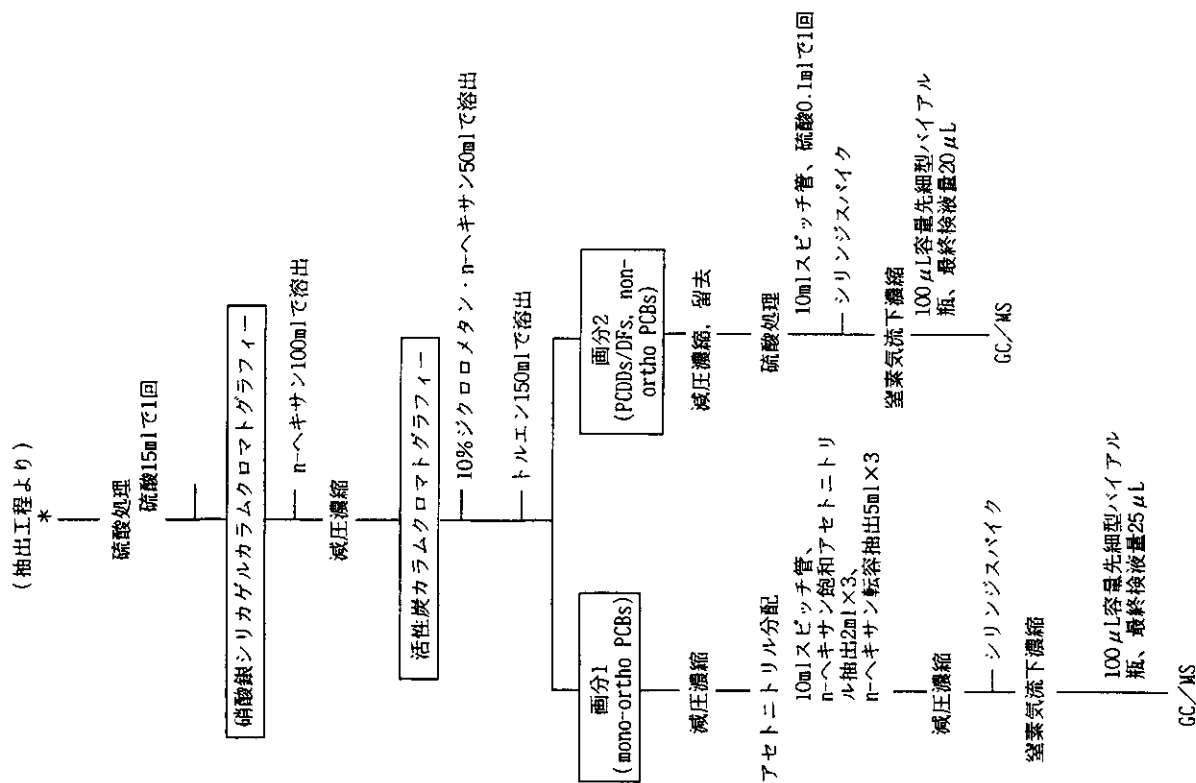 (抽出工程より)
*
硫酸処理
硫酸15mlで1回
硝酸銀シリカゲルカラムクロマトグラフィー
n-ヘキサン100mlで溶出
減圧濃縮
活性炭カラムクロマトグラフィー
10%ジクロロメタン・n-ヘキサン50mlで溶出
トルエン150mlで溶出
画分1
(mono-ortho PCBs)
減圧濃縮
アセトニトリル分配
10mlスピッチ管、
n-ヘキサン飽和アセトニトリ
ル抽出2ml×3、
n-ヘキサン転容抽出5ml×3
減圧濃縮
シリンジスパイク
窒素気流下濃縮
100μL容量先細型バイアル
瓶、最終検液量25μL
GC/MS
画分2
(PCDDs/DFs, non-
ortho PCBs)
減圧濃縮, 留去
硫酸処理
10mlスピッチ管、硫酸0.1mlで1回
シリンジスパイク
窒素気流下濃縮
100μL容量先細型バイアル
瓶、最終検液量20μL
GC/MS